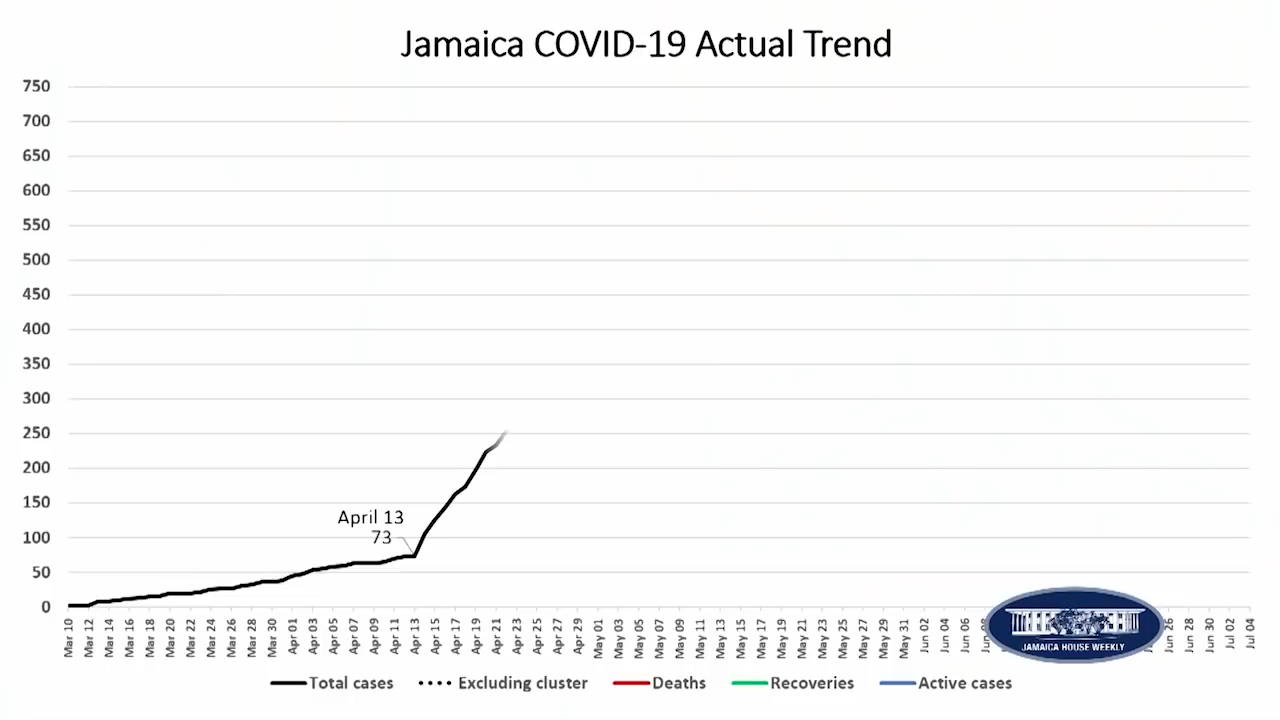 Jamaica COVID-19 Actual Trend
750
700
650
600
550
500
450
400
350
300
250
200
150
100
50
0
April 13
73
Mar 10
Mar 12
Mar 14
Mar 16
Mar 18
Mar 20
Mar 22
Mar 24
Mar 26
Mar 28
Mar 30
Apr 01
Apr 03
Apr 05
Apr 07
Apr 09
Apr 11
Apr 13
Apr 15
Apr 17
Apr 19
Apr 21
Apr 23
Apr 25
Apr 27
Apr 29
May 01
May 03
May 05
May 07
May 09
May 11
May 13
May 15
May 17
May 19
May 21
May 23
May 25
May 27
May 29
May 31
Jun 02
Jun 04
Jun 06
26
Jun 28
Jun 30
Jul 02
Jul 04
JAMAICA HOUSE WEEKLY
Total cases
Excluding cluster
Deaths
Recoveries
Active cases